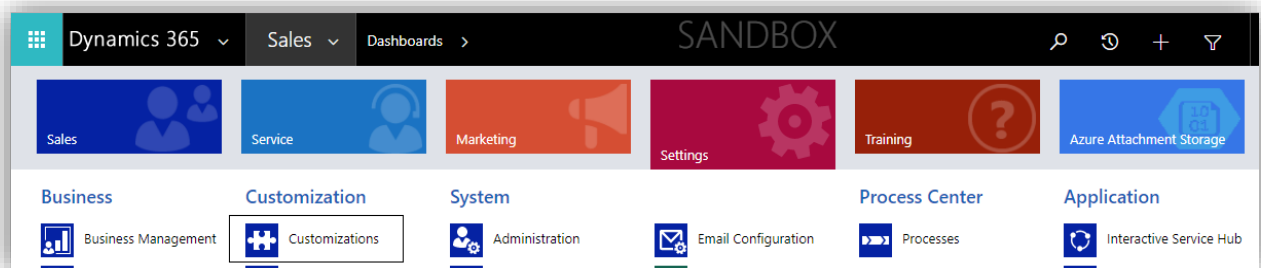 Dynamics 365 Sales Dashboards SANDBOX
Sales Service Marketing Settings Training Azure Attachment Storage
Business Customization System Process Center Application
Business Management Customizations Administration Email Configuration Processes Interactive Service Hub